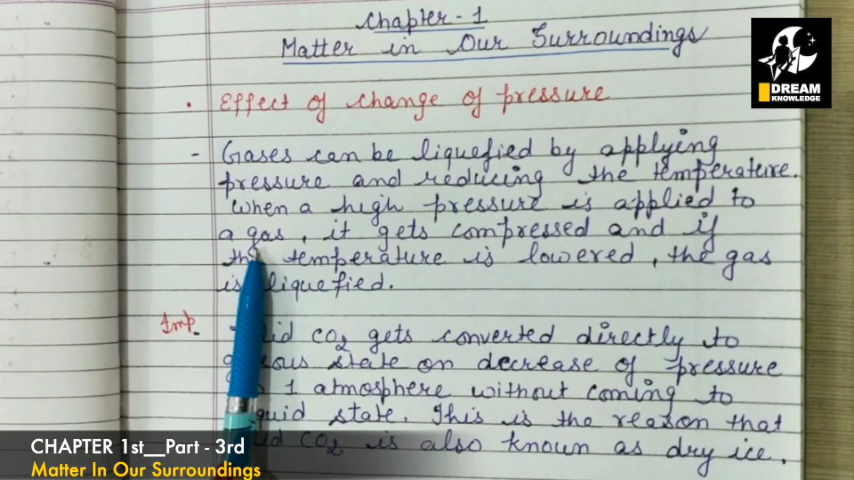 Chapter-1
Matter in Our Surroundings
DREAM
KNOWLEDGE
• Effect of change of pressure
- Gases can be liquefied by applying
pressure and reducing the temperature.
When a high pressure is applied to
a gas, it gets compressed and if
the temperature is lowered, the gas
is liquefied.
Imp.
CO2 gets converted directly to
state on decrease of pressure
1 atmosphere without coming to
state. This is the reason that
CO2 is also known as dry ice.
CHAPTER 1st__Part - 3rd
Matter In Our Surroundings